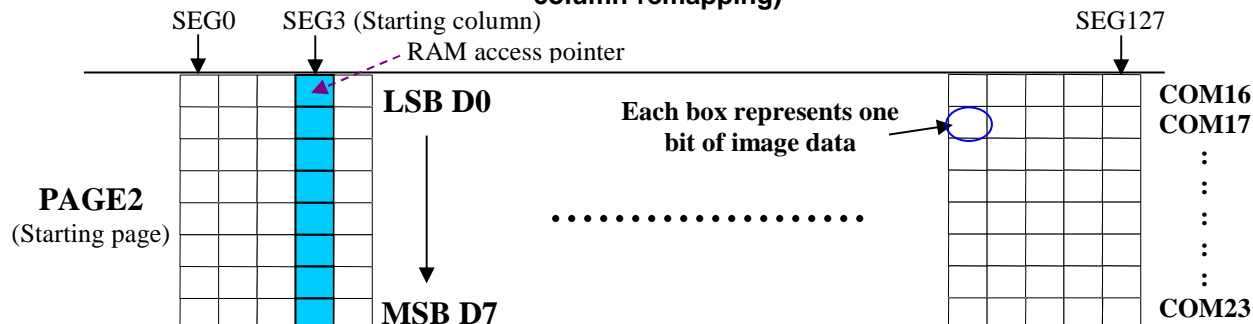 column remapping)
SEG0 SEG3 (Starting column) SEG127
RAM access pointer
LSB D0
Each box represents one
bit of image data
COM16
COM17
:
:
:
:
:
PAGE2
(Starting page)
MSB D7
COM23